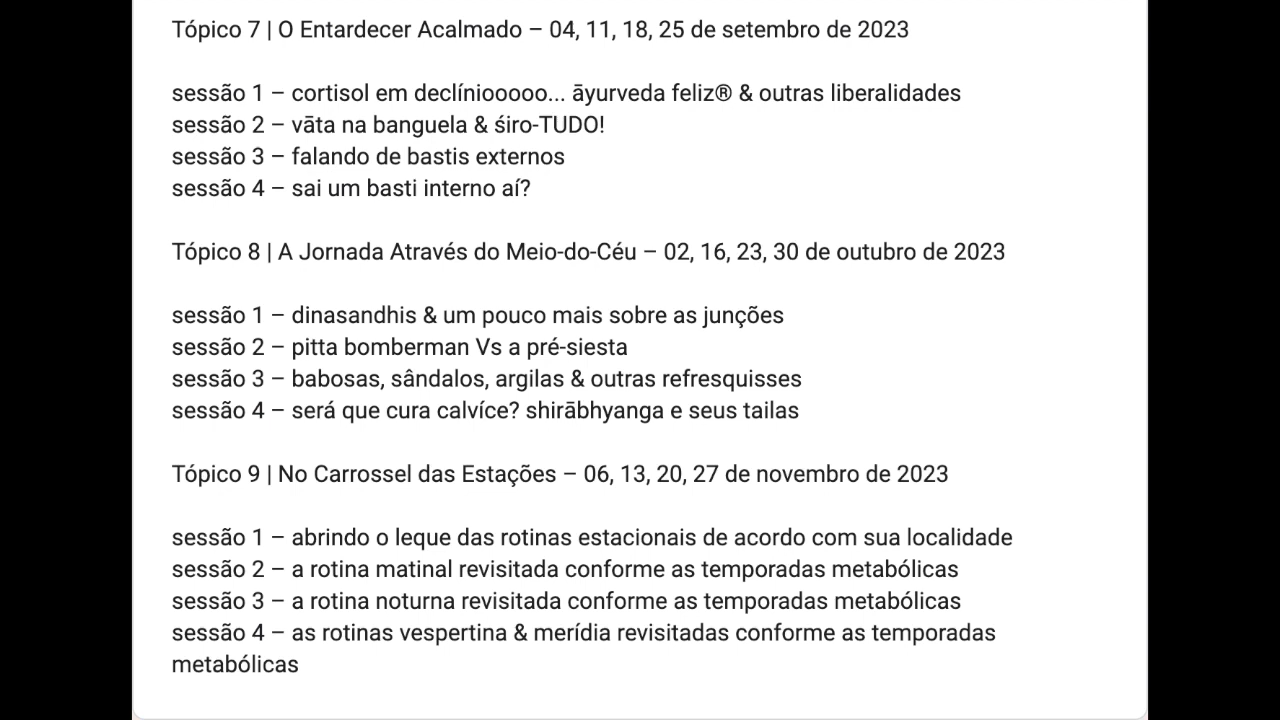 Tópico 7 | O Entardecer Acalmado – 04, 11, 18, 25 de setembro de 2023
sessão 1 – cortisol em declíniooooo... āyurveda feliz® & outras liberalidades
sessão 2 – vāta na banguela & śiro-TUDO!
sessão 3 – falando de bastis externos
sessão 4 – sai um basti interno aí?
Tópico 8 | A Jornada Através do Meio-do-Céu – 02, 16, 23, 30 de outubro de 2023
sessão 1 – dinasandhis & um pouco mais sobre as junções
sessão 2 – pitta bomberman Vs a pré-siesta
sessão 3 – babosas, sândalos, argilas & outras refresquisses
sessão 4 – será que cura calvíce? shirābhyanga e seus tailas
Tópico 9 | No Carrossel das Estações – 06, 13, 20, 27 de novembro de 2023
sessão 1 – abrindo o leque das rotinas estacionais de acordo com sua localidade
sessão 2 – a rotina matinal revisitada conforme as temporadas metabólicas
sessão 3 – a rotina noturna revisitada conforme as temporadas metabólicas
sessão 4 – as rotinas vespertina & merídia revisitadas conforme as temporadas
metabólicas